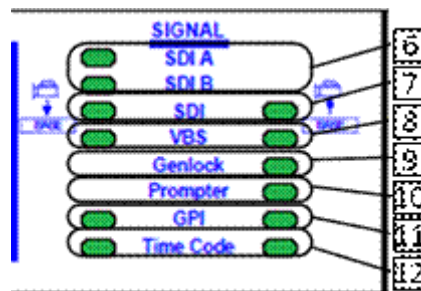 SIGNAL
SDI A
SDI B
SDI
VBS
Genlock
Prompter
GPI
Time Code
6
7
8
9
10
11
12